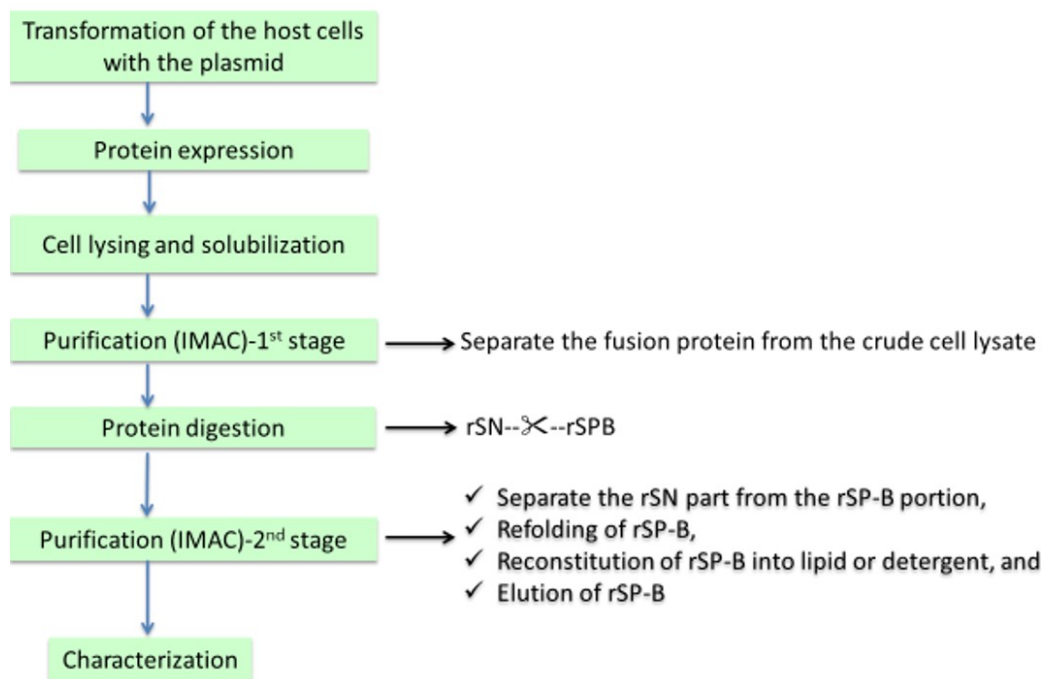 Transformation of the host cells
with the plasmid
Protein expression
Cell lysing and solubilization
Purification (IMAC)-1st stage
Separate the fusion protein from the crude cell lysate
Protein digestion
rSN--✂--rSPB
Purification (IMAC)-2nd stage
✓ Separate the rSN part from the rSP-B portion,
✓ Refolding of rSP-B,
✓ Reconstitution of rSP-B into lipid or detergent, and
✓ Elution of rSP-B
Characterization